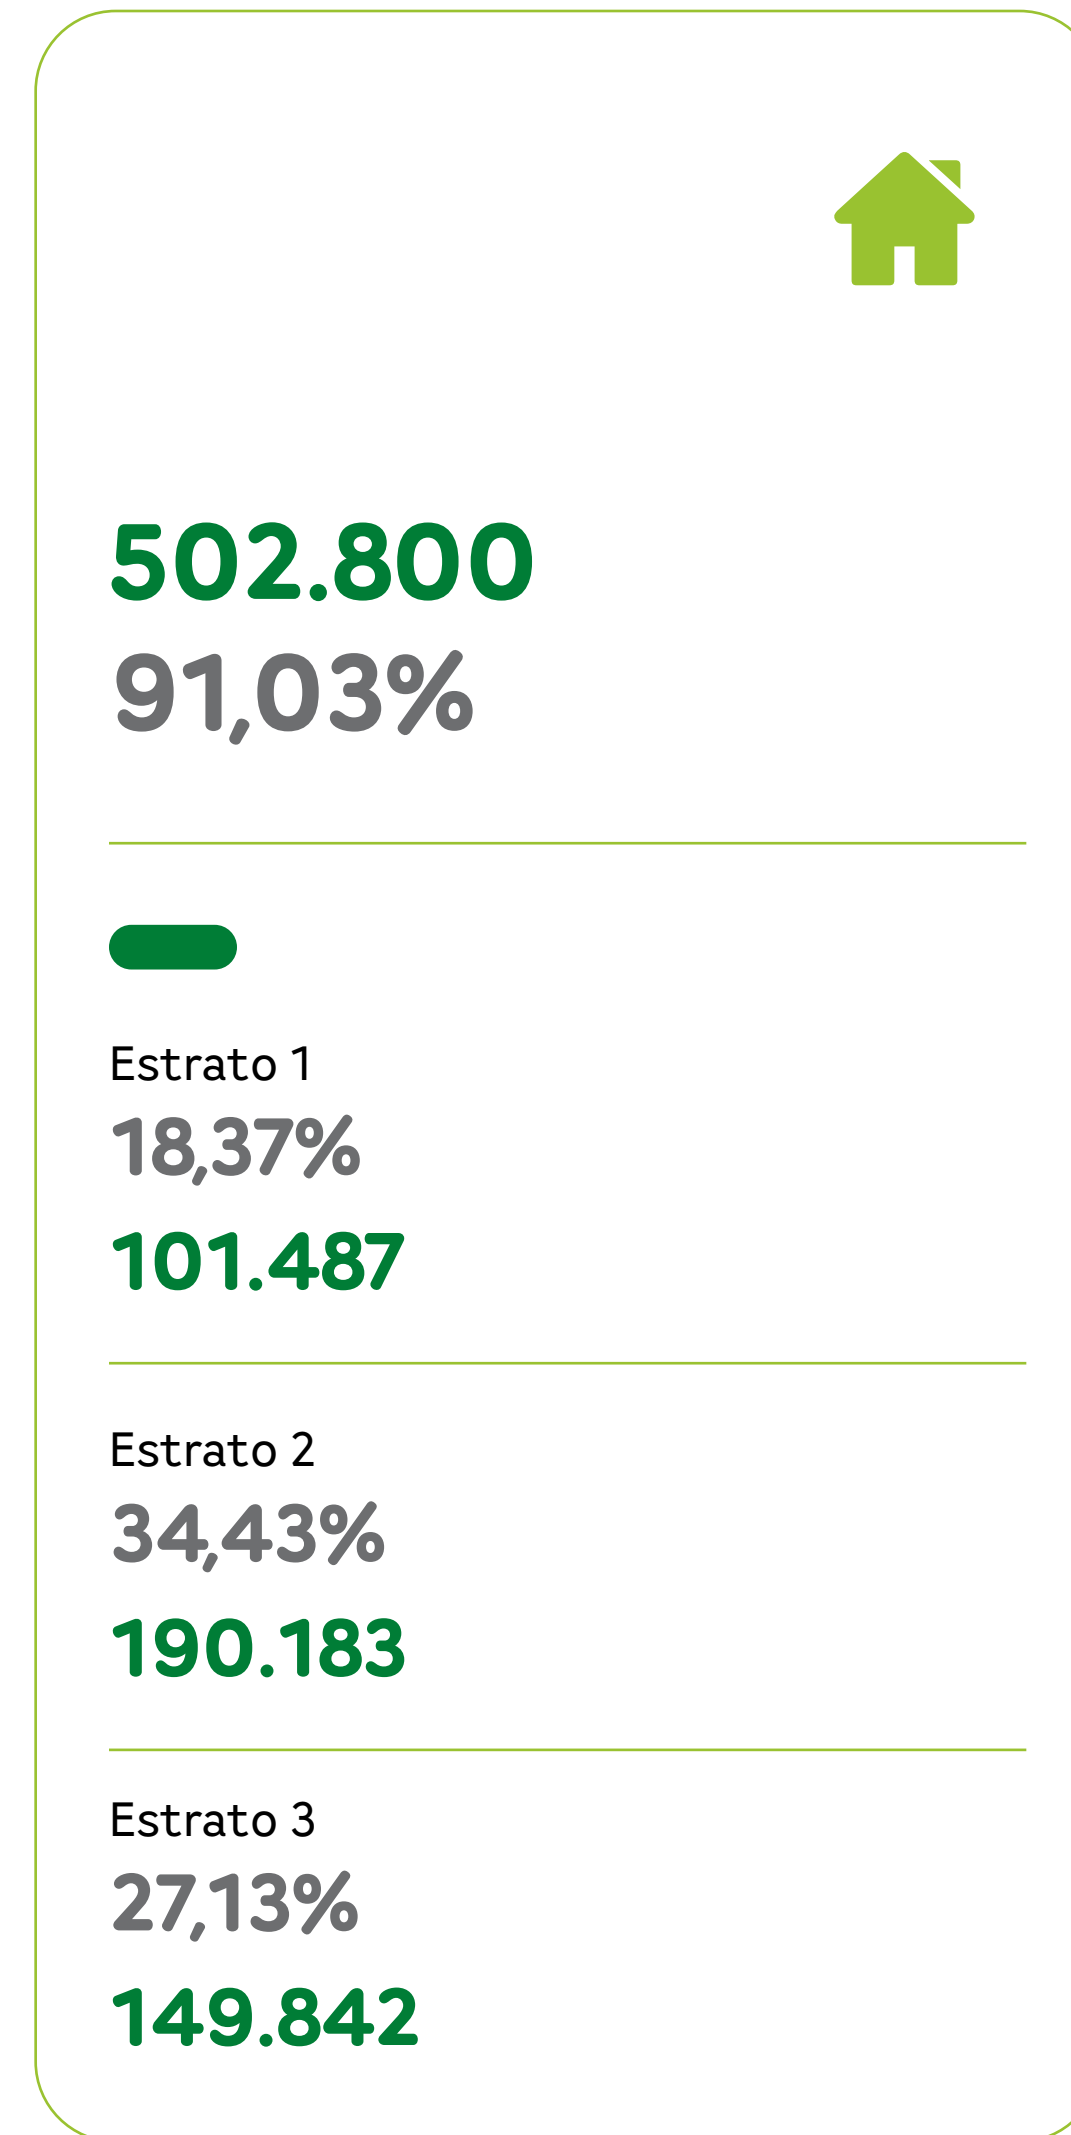 502.800
91,03%
Estrato 1
18,37%
101.487
Estrato 2
34,43%
190.183
Estrato 3
27,13%
149.842